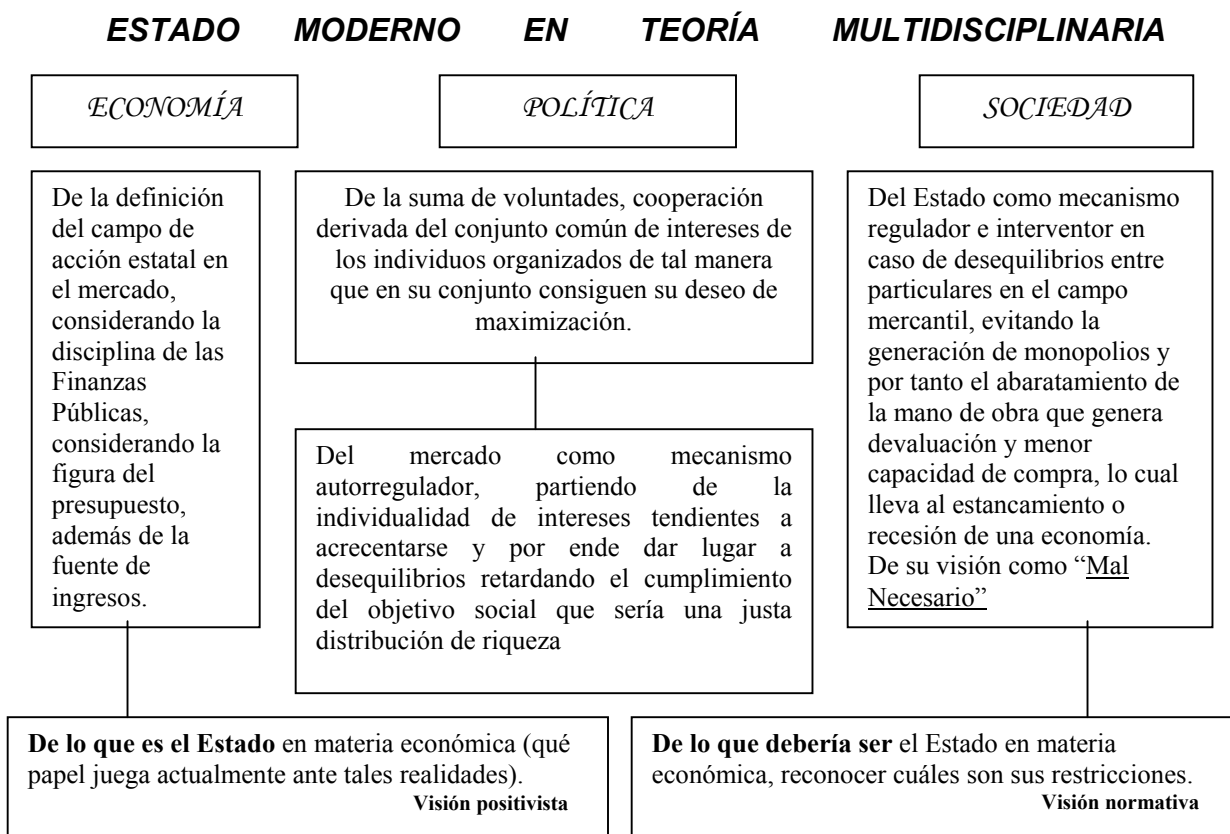 ESTADO MODERNO EN TEORÍA MULTIDISCIPLINARIA
ECONOMÍA
POLÍTICA
SOCIEDAD
De la definición
del campo de
acción estatal en
el mercado,
considerando la
disciplina de las
Finanzas
Públicas,
considerando la
figura del
presupuesto,
además de la
fuente de
ingresos.
De la suma de voluntades, cooperación
derivada del conjunto común de intereses de
los individuos organizados de tal manera
que en su conjunto consiguen su deseo de
maximización.
Del mercado como mecanismo
autorregulador, partiendo de la
individualidad de intereses tendientes a
acrecentarse y por ende dar lugar a
desequilibrios retardando el cumplimiento
del objetivo social que sería una justa
distribución de riqueza
Del Estado como mecanismo
regulador e interventor en
caso de desequilibrios entre
particulares en el campo
mercantil, evitando la
generación de monopolios y
por tanto el abaratamiento de
la mano de obra que genera
devaluación y menor
capacidad de compra, lo cual
lleva al estancamiento o
recesión de una economía.
De su visión como “Mal
Necesario”
De lo que es el Estado en materia económica (qué
papel juega actualmente ante tales realidades).
Visión positivista
De lo que debería ser el Estado en materia
económica, reconocer cuáles son sus restricciones.
Visión normativa